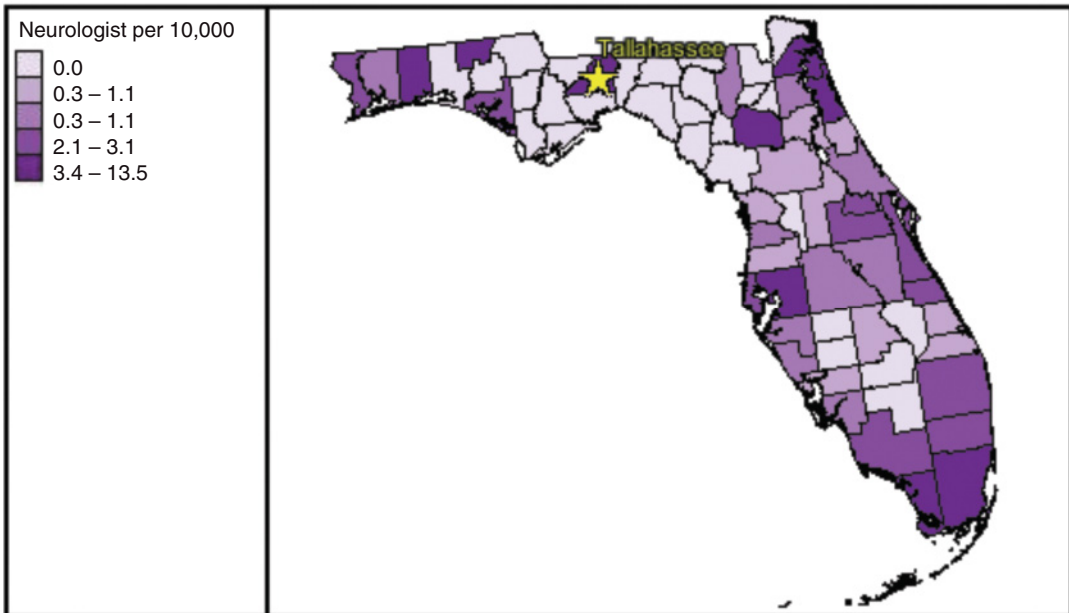 Neurologist per 10,000
0.0
0.3 – 1.1
0.3 – 1.1
2.1 – 3.1
3.4 – 13.5
Tallahassee